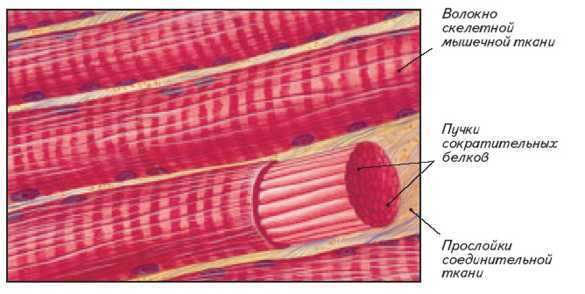 Волокно
скелетной
мышечной ткани
Пучки
сократительных
белков
Прослойки
соединительной
ткани